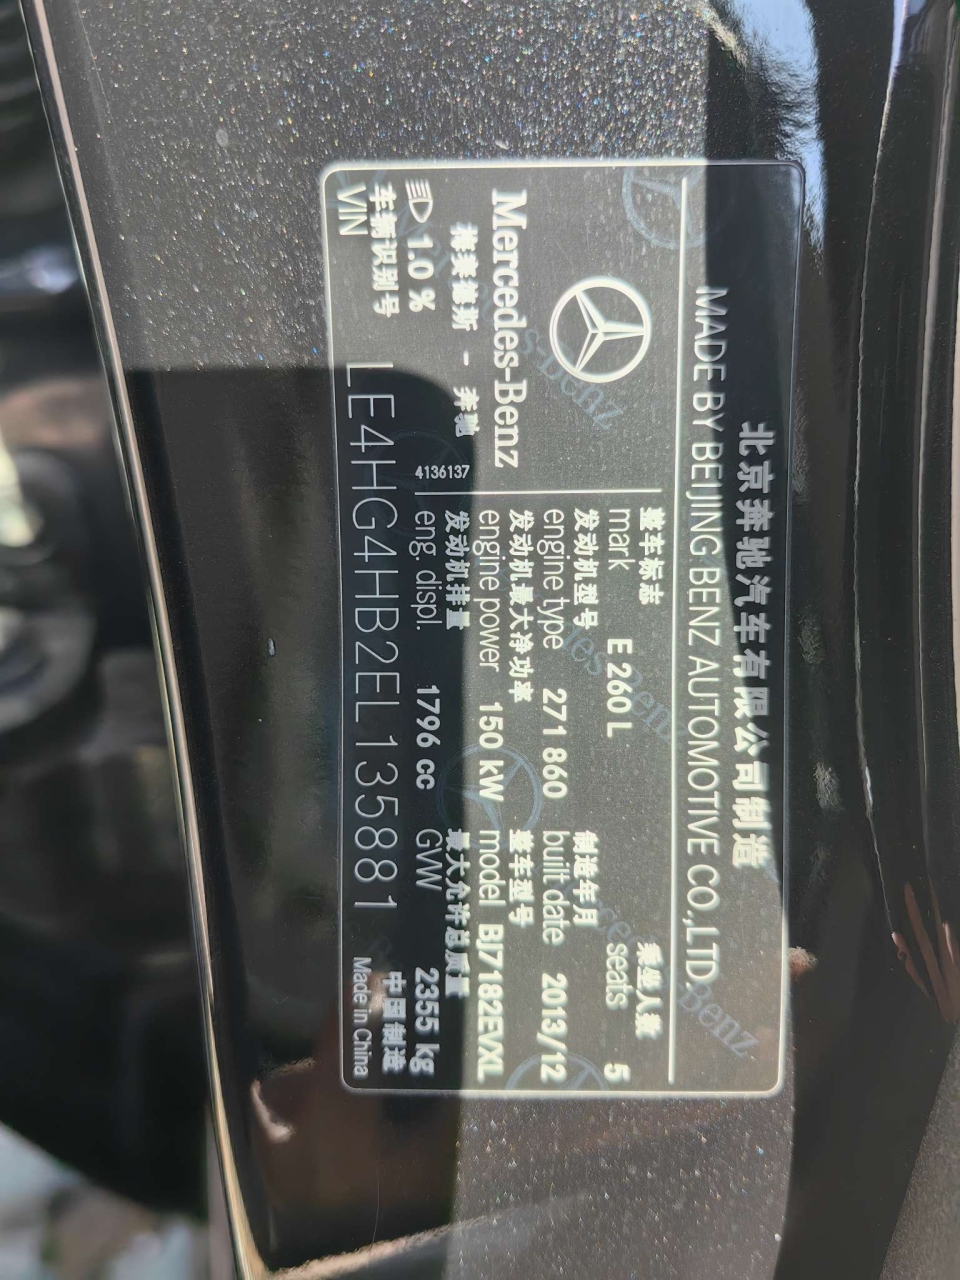 北京奔驰汽车有限公司制造
MADE BY BEIJING BENZ AUTOMOTIVE CO.,LTD.
Mercedes-Benz
梅赛德斯 - 奔驰
1.0 %
4136137
整车标志
mark E 260 L
乘坐人数
seats 5
发动机型号
engine type 271 860
制造年月
built date 2013/12
发动机最大净功率
engine power 150 kW
整车型号
model BJ7182EVXL
发动机排量
eng. displ. 1796 cc
最大允许总质量
GVW 2355 kg
车辆识别号
VIN LE4HG4HB2EL135881
中国制造
Made in China